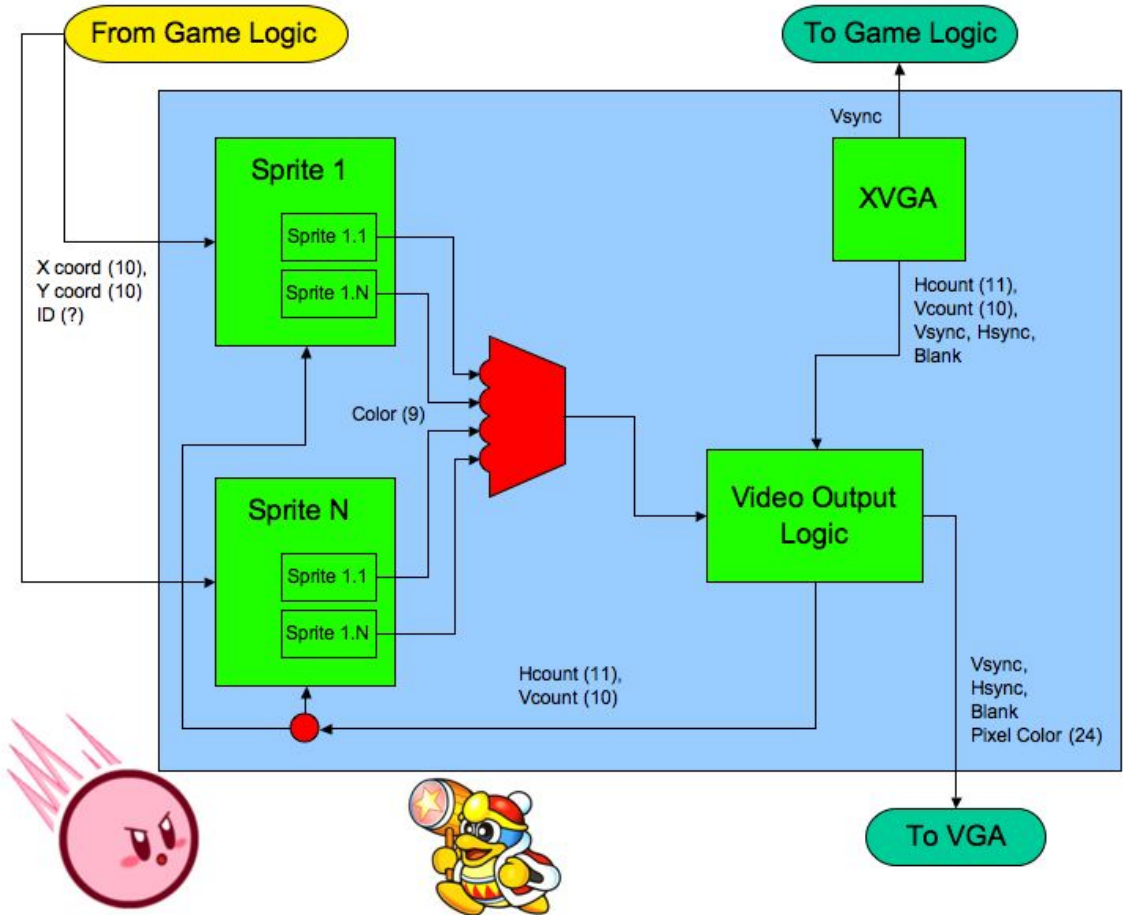 From Game Logic
To Game Logic
Vsync
Sprite 1
XVGA
Sprite 1.1
X coord (10),
Y coord (10)
ID (?)
Sprite 1.N
Hcount (11),
Vcount (10),
Vsync, Hsync,
Blank
Color (9)
Sprite N
Video Output
Logic
Sprite 1.1
Sprite 1.N
Hcount (11),
Vcount (10)
Vsync,
Hsync,
Blank
Pixel Color (24)
To VGA